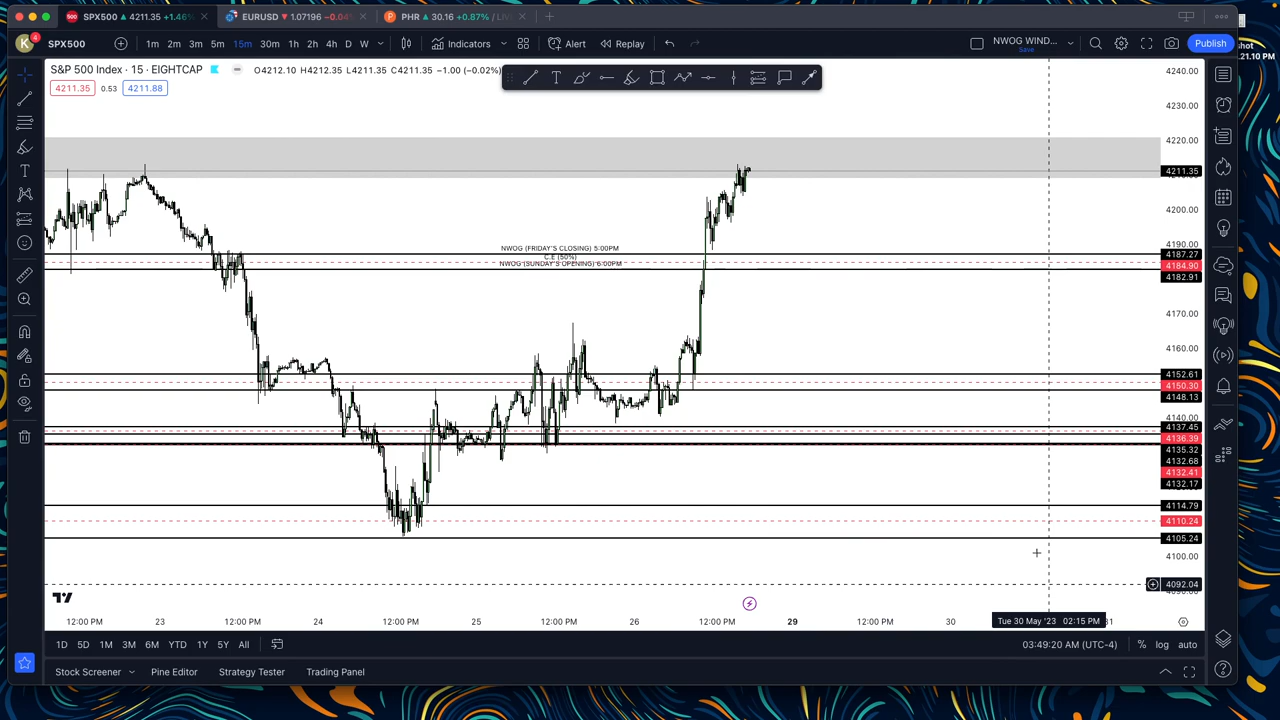 SPX500 ▲ 4211.35 +1.46% ×
EURUSD ▼ 1.07196 −0.04% ×
PHR ▲ 30.16 +0.87% / LIV ×
K 4 SPX500 1m 2m 3m 5m 15m 30m 1h 2h 4h D W Indicators Alert Replay NWOG WIND... Save Publish
shot
.21.10 PM
S&P 500 Index · 15 · EIGHTCAP O4212.10 H4212.35 L4211.35 C4211.35 −1.00 (−0.02%)
4211.35 0.53 4211.88
4240.00
4230.00
4220.00
4211.35
4200.00
4190.00
NWOG (FRIDAY'S CLOSING) 5:00PM
4187.27
C.E (50%)
NWOG (SUNDAY'S OPENING) 6:00PM
4184.90
4182.91
4170.00
4160.00
4152.61
4150.30
4148.13
4140.00
4137.45
4136.39
4135.32
4132.68
4132.41
4132.17
4114.79
4110.24
4105.24
4100.00
4092.04
12:00 PM 23 12:00 PM 24 12:00 PM 25 12:00 PM 26 12:00 PM 29 12:00 PM 30 Tue 30 May '23 02:15 PM 31
1D 5D 1M 3M 6M YTD 1Y 5Y All 03:49:20 AM (UTC-4) % log auto
Stock Screener Pine Editor Strategy Tester Trading Panel